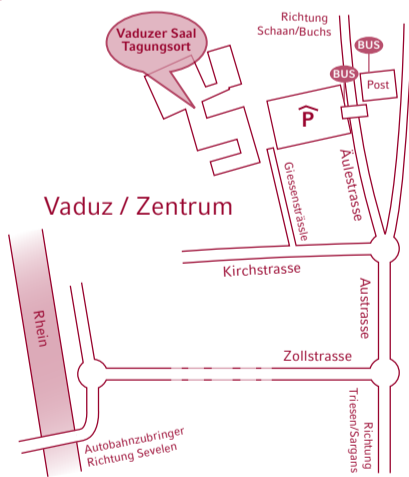 Richtung
Schaan/Buchs
Vaduzer Saal
Tagungsort
BUS
BUS
Post
P
Äulestrasse
Giessensträssle
Vaduz / Zentrum
Kirchstrasse
Austrasse
Rhein
Zollstrasse
Autobahnzubringer
Richtung Sevelen
Richtung
Triesen/Sargans